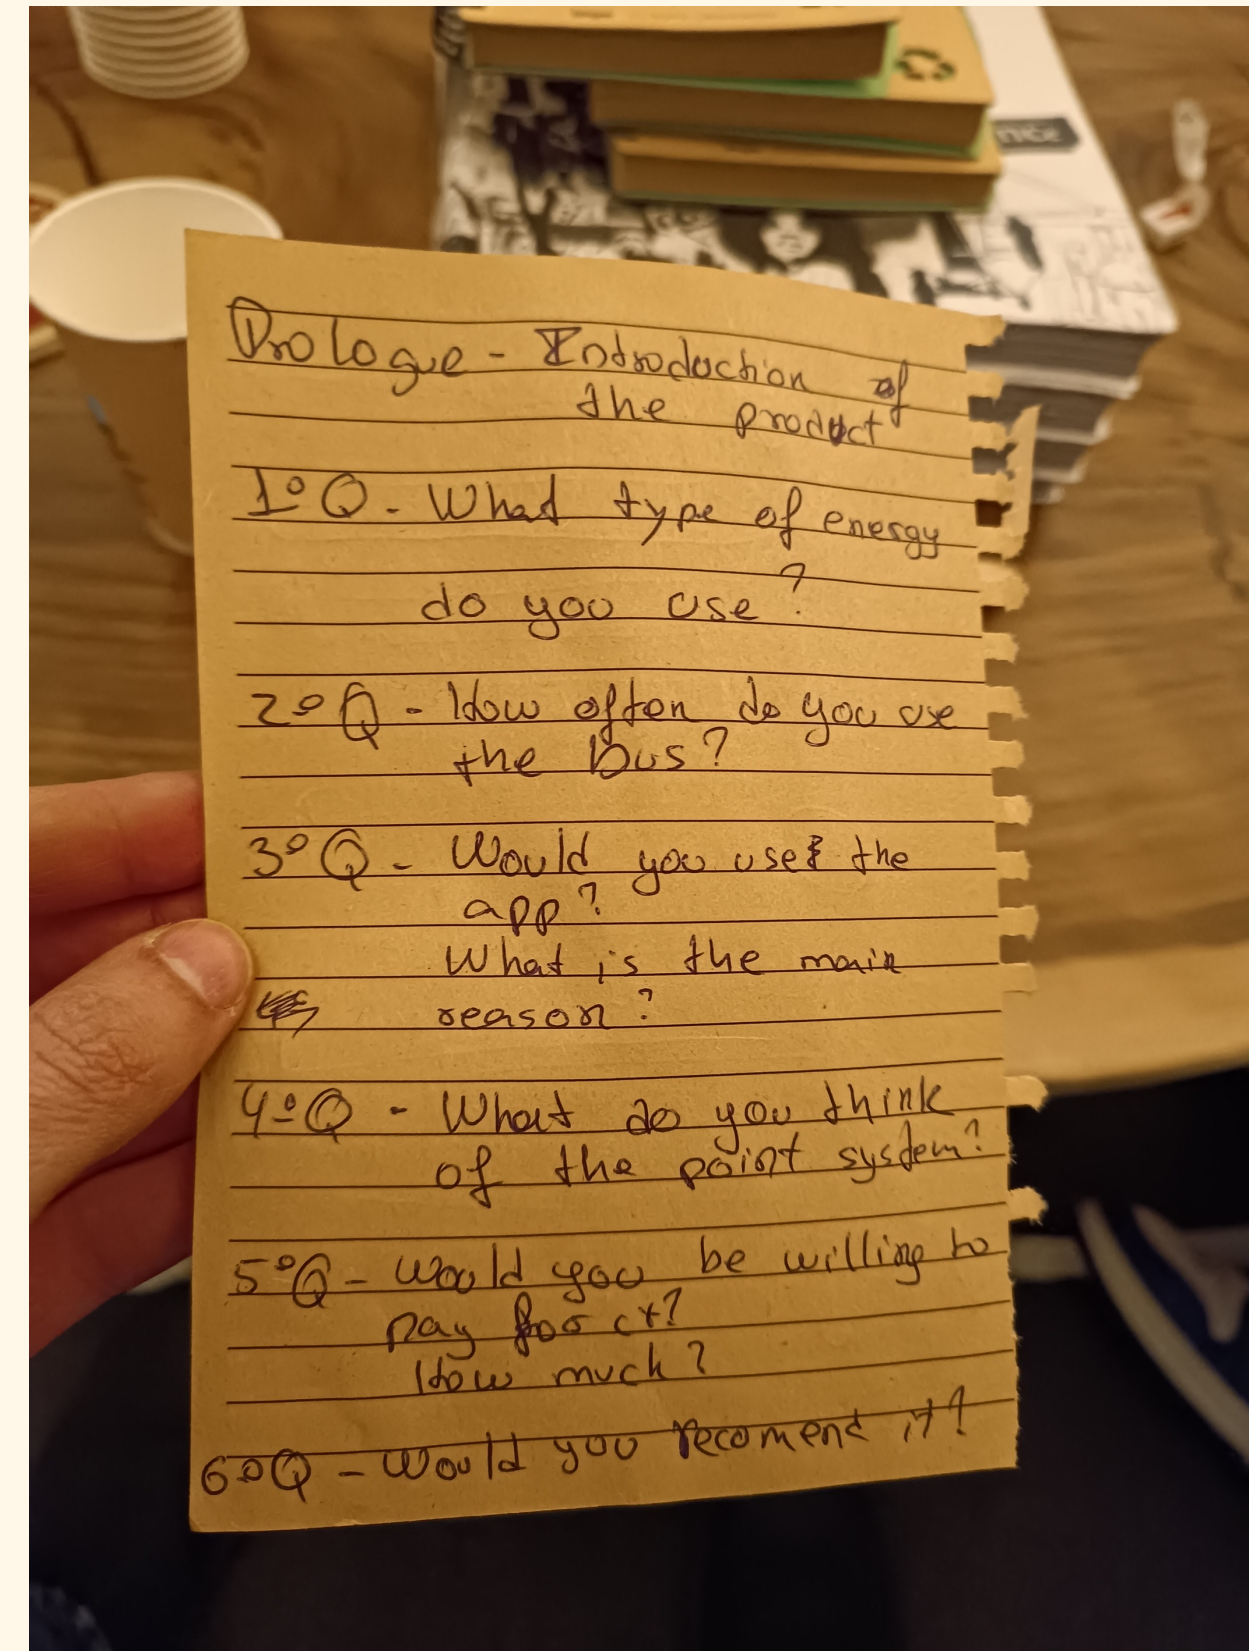 Prologue - Introduction of
the product
1º Q - What type of energy
do you use?
2º Q - How often do you use
the bus?
3º Q - Would you use the
app?
What is the main
reason?
4º Q - What do you think
of the point system?
5º Q - Would you be willing to
pay for it?
How much?
6º Q - Would you recomend it?